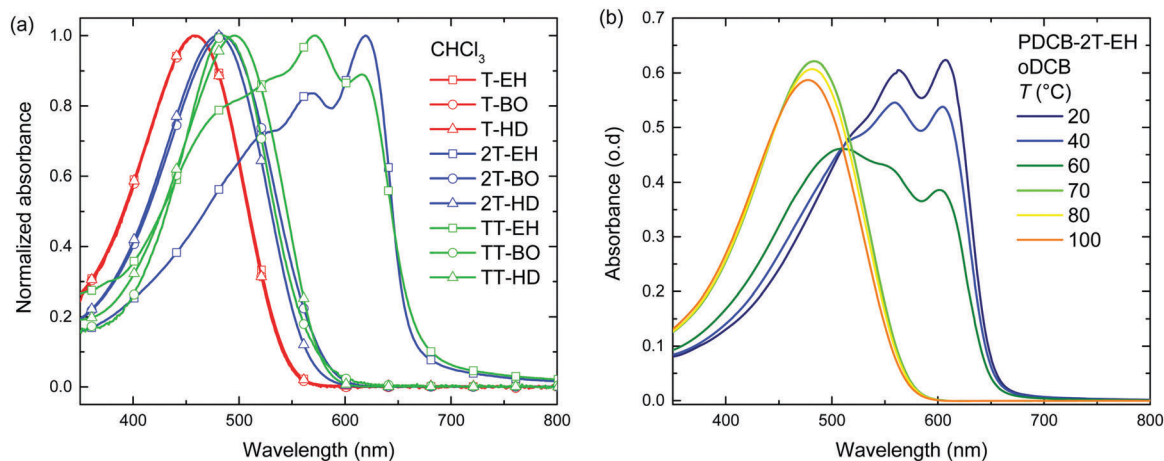 (a)
CHCl3
T-EH
T-BO
T-HD
2T-EH
2T-BO
2T-HD
TT-EH
TT-BO
TT-HD
Normalized absorbance
1.0
0.8
0.6
0.4
0.2
0.0
400 500 600 700 800
Wavelength (nm)
(b)
PDCB-2T-EH
oDCB
T (°C)
20
40
60
70
80
100
Absorbance (o.d)
0.7
0.6
0.5
0.4
0.3
0.2
0.1
0.0
400 500 600 700 800
Wavelength (nm)